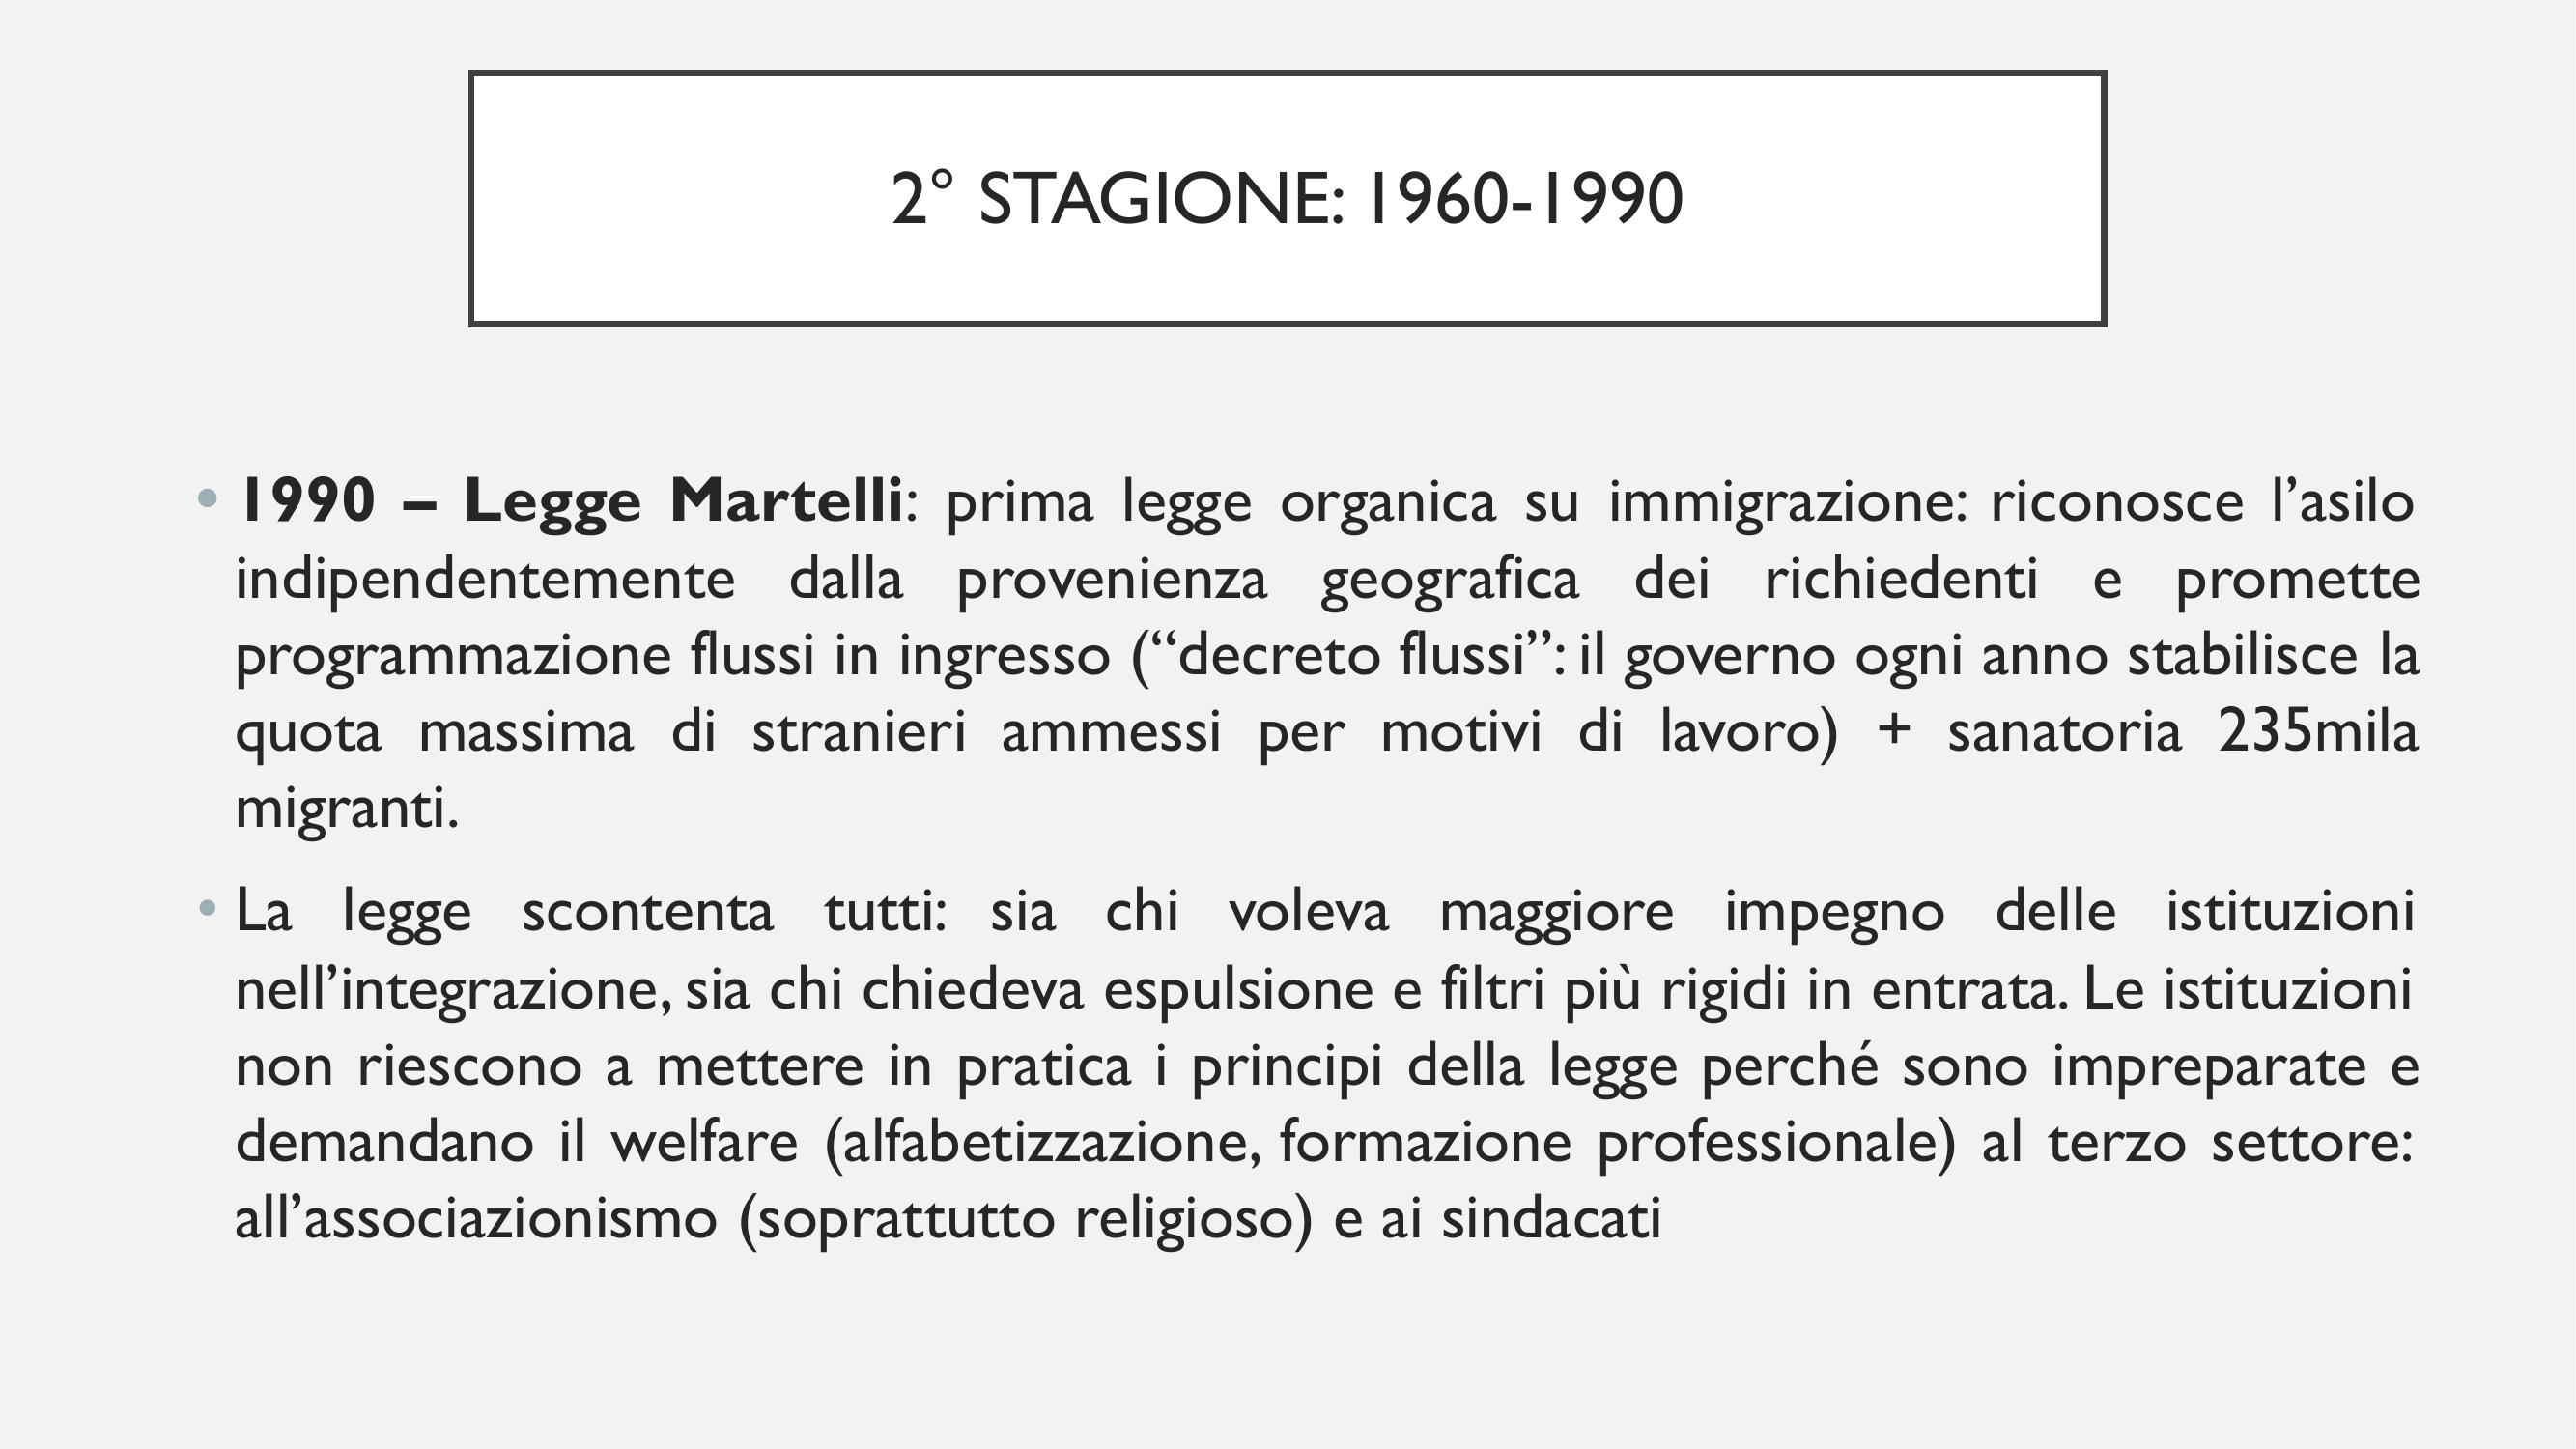 2° STAGIONE: 1960-1990
• 1990 – Legge Martelli: prima legge organica su immigrazione: riconosce l’asilo
indipendentemente dalla provenienza geografica dei richiedenti e promette
programmazione flussi in ingresso (“decreto flussi”: il governo ogni anno stabilisce la
quota massima di stranieri ammessi per motivi di lavoro) + sanatoria 235mila
migranti.
• La legge scontenta tutti: sia chi voleva maggiore impegno delle istituzioni
nell’integrazione, sia chi chiedeva espulsione e filtri più rigidi in entrata. Le istituzioni
non riescono a mettere in pratica i principi della legge perché sono impreparate e
demandano il welfare (alfabetizzazione, formazione professionale) al terzo settore:
all’associazionismo (soprattutto religioso) e ai sindacati